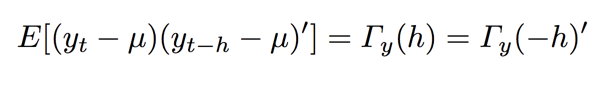 E[(y_t − μ)(y_{t−h} − μ)′] = Γ_y(h) = Γ_y(−h)′